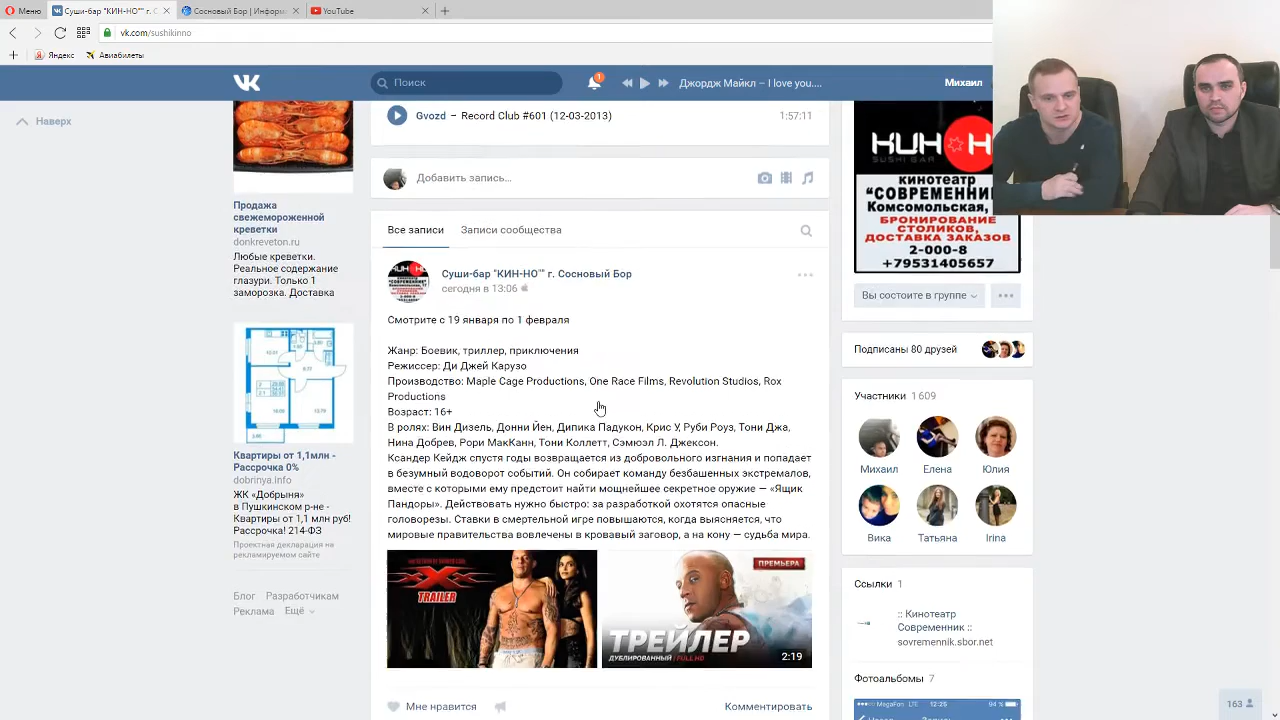 Меню
Суши-бар "КИН-НО"" г. С
Сосновый Бор | Информ
YouTube
vk.com/sushikinno
Яндекс
Авиабилеты
Поиск
1
Джордж Майкл – I love you....
Михаил
Наверх
Gvozd – Record Club #601 (12-03-2013)
1:57:11
Добавить запись...
Все записи
Записи сообщества
Суши-бар "КИН-НО"" г. Сосновый Бор
сегодня в 13:06
Смотрите с 19 января по 1 февраля
Жанр: Боевик, триллер, приключения
Режиссер: Ди Джей Карузо
Производство: Maple Cage Productions, One Race Films, Revolution Studios, Rox
Productions
Возраст: 16+
В ролях: Вин Дизель, Донни Йен, Дипика Падукон, Крис У, Руби Роуз, Тони Джа,
Нина Добрев, Рори МакКанн, Тони Коллетт, Сэмюэл Л. Джексон.
Ксандер Кейдж спустя годы возвращается из добровольного изгнания и попадает
в безумный водоворот событий. Он собирает команду безбашенных экстремалов,
вместе с которыми ему предстоит найти мощнейшее секретное оружие — «Ящик
Пандоры». Действовать нужно быстро: за разработкой охотятся опасные
головорезы. Ставки в смертельной игре повышаются, когда выясняется, что
мировые правительства вовлечены в кровавый заговор, а на кону — судьба мира.
TRAILER
ПРЕМЬЕРА
ТРЕЙЛЕР
ДУБЛИРОВАННЫЙ | FULL HD
2:19
Мне нравится
Комментировать
Продажа
свежемороженной
креветки
donkreveton.ru
Любые креветки.
Реальное содержание
глазури. Только 1
заморозка. Доставка
Квартиры от 1,1млн -
Рассрочка 0%
dobrinya.info
ЖК «Добрыня»
в Пушкинском р-не -
Квартиры от 1,1 млн руб!
Рассрочка! 214-ФЗ
Проектная декларация на
рекламируемом сайте
Блог Разработчикам
Реклама Ещё
SUSHI BAR
КИНОТЕАТР
"СОВРЕМЕННИК
Комсомольская,
БРОНИРОВАНИЕ
СТОЛИКОВ,
ДОСТАВКА ЗАКАЗОВ
2-000-8
+79531405657
Вы состоите в группе
Подписаны 80 друзей
Участники 1 609
Михаил
Елена
Юлия
Вика
Татьяна
Irina
Ссылки 1
:: Кинотеатр
Современник ::
sovremennik.sbor.net
Фотоальбомы 7
MegaFon LTE 12:25 94 %
163